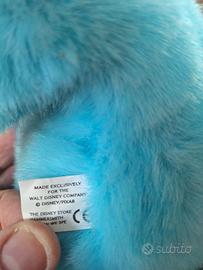 MADE EXCLUSIVELY
FOR THE
WALT DISNEY COMPANY
© DISNEY/PIXAR
THE DISNEY STORE
HAMMERSMITH
CE
subito